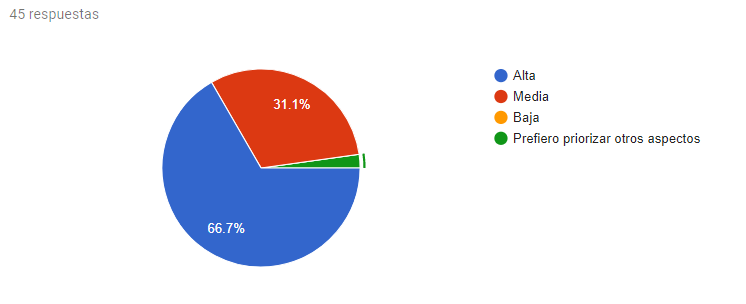 45 respuestas
Alta
Media
Baja
Prefiero priorizar otros aspectos
31.1%
66.7%